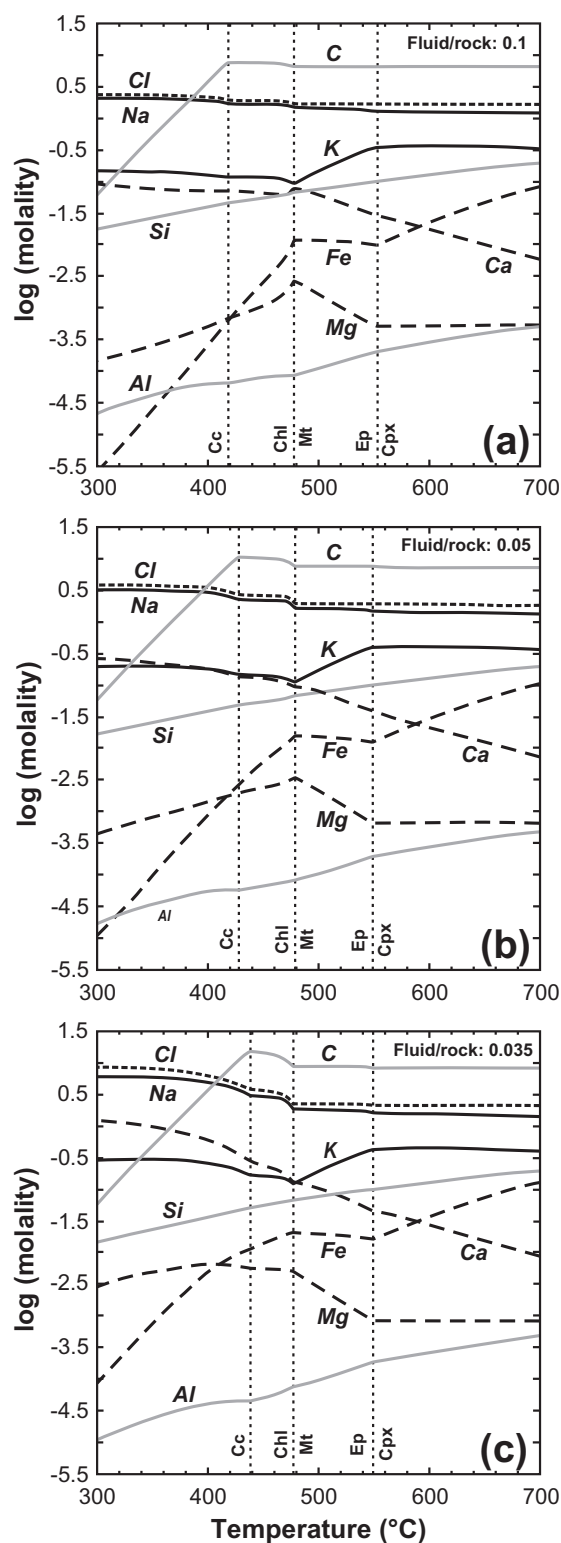 1.5
0.5
-0.5
-1.5
-2.5
-3.5
-4.5
-5.5
log (molality)
Fluid/rock: 0.1
C
Cl
Na
K
Si
Fe
Ca
Mg
Al
Cc
Chl
Mt
Ep
Cpx
(a)
300 400 500 600 700
1.5
0.5
-0.5
-1.5
-2.5
-3.5
-4.5
-5.5
log (molality)
Fluid/rock: 0.05
C
Cl
Na
K
Si
Fe
Ca
Mg
Al
Cc
Chl
Mt
Ep
Cpx
(b)
300 400 500 600 700
1.5
0.5
-0.5
-1.5
-2.5
-3.5
-4.5
-5.5
log (molality)
Fluid/rock: 0.035
C
Cl
Na
K
Si
Fe
Ca
Mg
Al
Cc
Chl
Mt
Ep
Cpx
(c)
300 400 500 600 700
Temperature (°C)